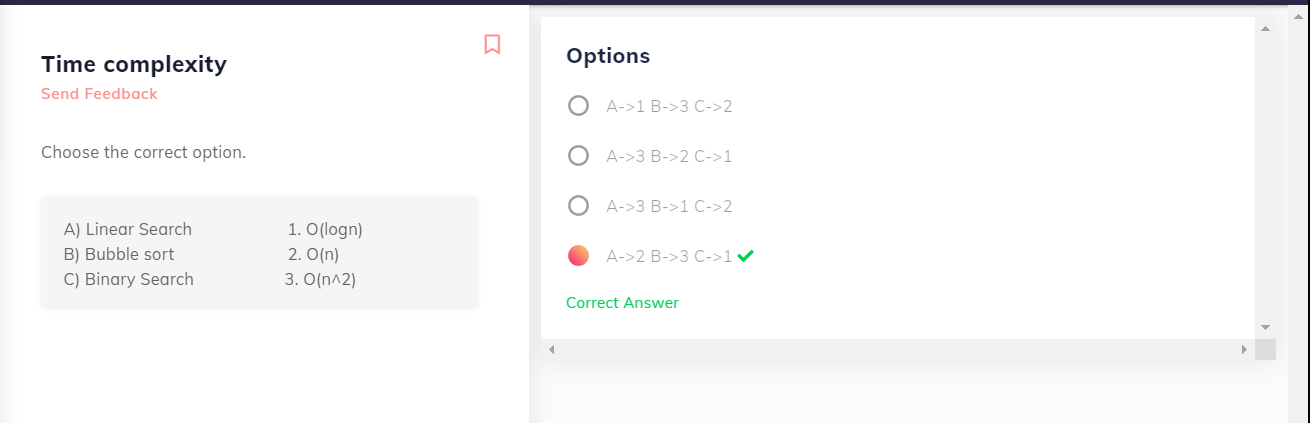 Time complexity
Send Feedback
Choose the correct option.
A) Linear Search 1. O(logn)
B) Bubble sort 2. O(n)
C) Binary Search 3. O(n^2)
Options
A->1 B->3 C->2
A->3 B->2 C->1
A->3 B->1 C->2
A->2 B->3 C->1
Correct Answer